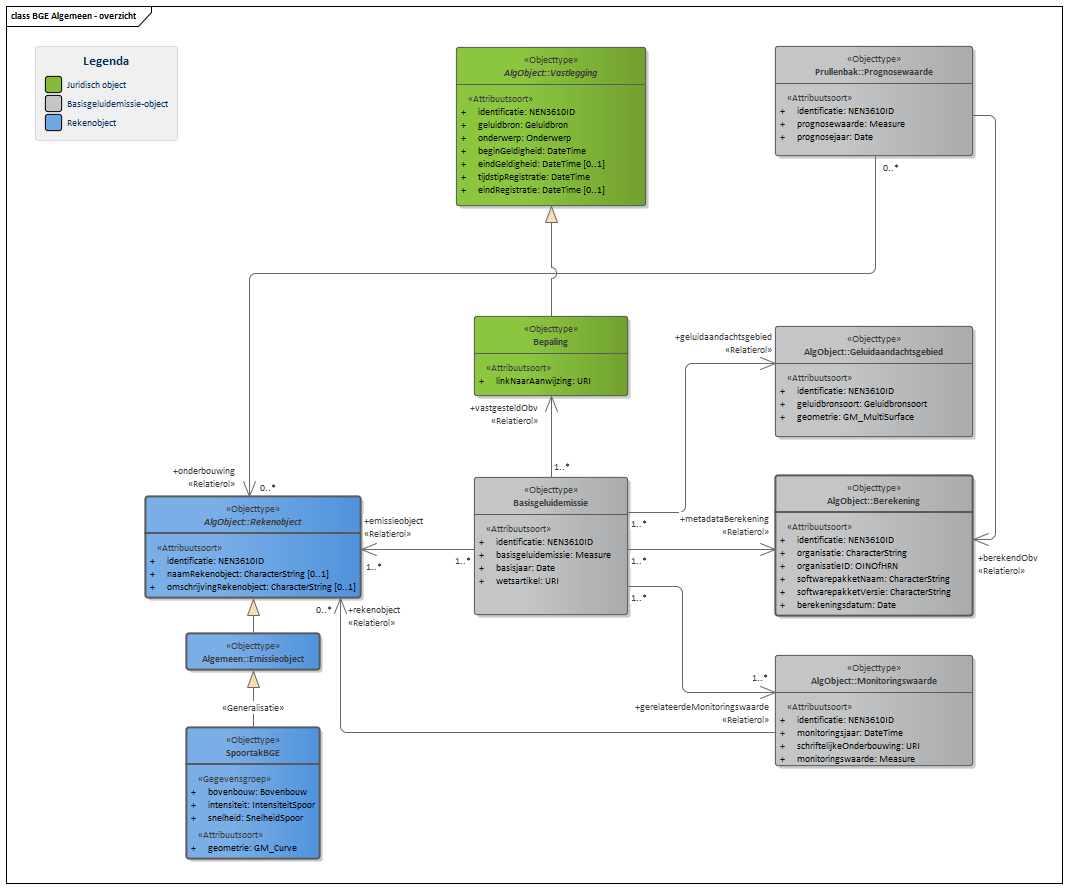 class BGE Algemeen - overzicht
Legenda
Juridisch object
Basisgeluidemissie-object
Rekenobject
«Objecttype»
AlgObject::Vastlegging
«Attribuutsoort»
+ identificatie: NEN3610ID
+ geluidbron: Geluidbron
+ onderwerp: Onderwerp
+ beginGeldigheid: DateTime
+ eindGeldigheid: DateTime [0..1]
+ tijdstipRegistratie: DateTime
+ eindRegistratie: DateTime [0..1]
«Objecttype»
Prullenbak::Prognosewaarde
«Attribuutsoort»
+ identificatie: NEN3610ID
+ prognosewaarde: Measure
+ prognosejaar: Date
0..*
«Objecttype»
Bepaling
«Attribuutsoort»
+ linkNaarAanwijzing: URI
+vastgesteldObv
«Relatierol»
1..*
+geluidaandachtsgebied
«Relatierol»
«Objecttype»
AlgObject::Geluidaandachtsgebied
«Attribuutsoort»
+ identificatie: NEN3610ID
+ geluidbronsoort: Geluidbronsoort
+ geometrie: GM_MultiSurface
+onderbouwing
«Relatierol»
0..*
«Objecttype»
AlgObject::Rekenobject
«Attribuutsoort»
+ identificatie: NEN3610ID
+ naamRekenobject: CharacterString [0..1]
+ omschrijvingRekenobject: CharacterString [0..1]
+emissieobject
«Relatierol»
1..*
1..*
«Objecttype»
Basisgeluidemissie
«Attribuutsoort»
+ identificatie: NEN3610ID
+ basisgeluidemissie: Measure
+ basisjaar: Date
+ wetsartikel: URI
1..*
+metadataBerekening
«Relatierol»
1..*
1..*
«Objecttype»
AlgObject::Berekening
«Attribuutsoort»
+ identificatie: NEN3610ID
+ organisatie: CharacterString
+ organisatieID: OINOfHRN
+ softwarepakketNaam: CharacterString
+ softwarepakketVersie: CharacterString
+ berekeningsdatum: Date
+berekendObv
«Relatierol»
0..*
+rekenobject
«Relatierol»
«Objecttype»
Algemeen::Emissieobject
«Generalisatie»
«Objecttype»
SpoortakBGE
«Gegevensgroep»
+ bovenbouw: Bovenbouw
+ intensiteit: IntensiteitSpoor
+ snelheid: SnelheidSpoor
«Attribuutsoort»
+ geometrie: GM_Curve
1..*
+gerelateerdeMonitoringswaarde
«Relatierol»
«Objecttype»
AlgObject::Monitoringswaarde
«Attribuutsoort»
+ identificatie: NEN3610ID
+ monitoringsjaar: DateTime
+ schriftelijkeOnderbouwing: URI
+ monitoringswaarde: Measure